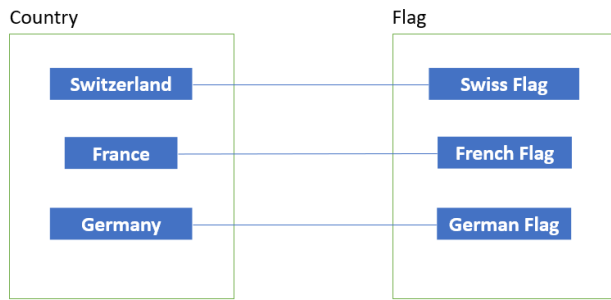 Country
Flag
Switzerland
Swiss Flag
France
French Flag
Germany
German Flag